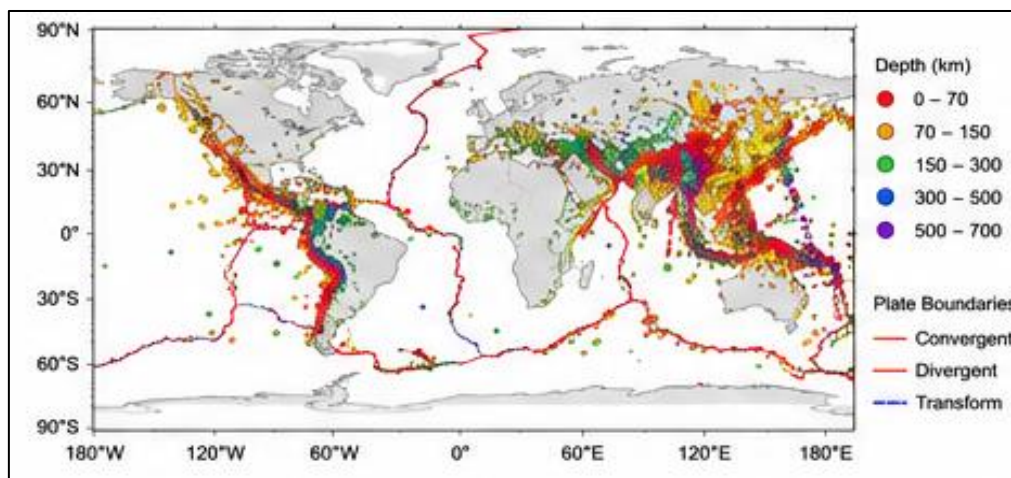 90°N
60°N
30°N
0°
30°S
60°S
90°S
180°W 120°W 60°W 0° 60°E 120°E 180°E
Depth (km)
0 – 70
70 – 150
150 – 300
300 – 500
500 – 700
Plate Boundaries
Convergent
Divergent
Transform